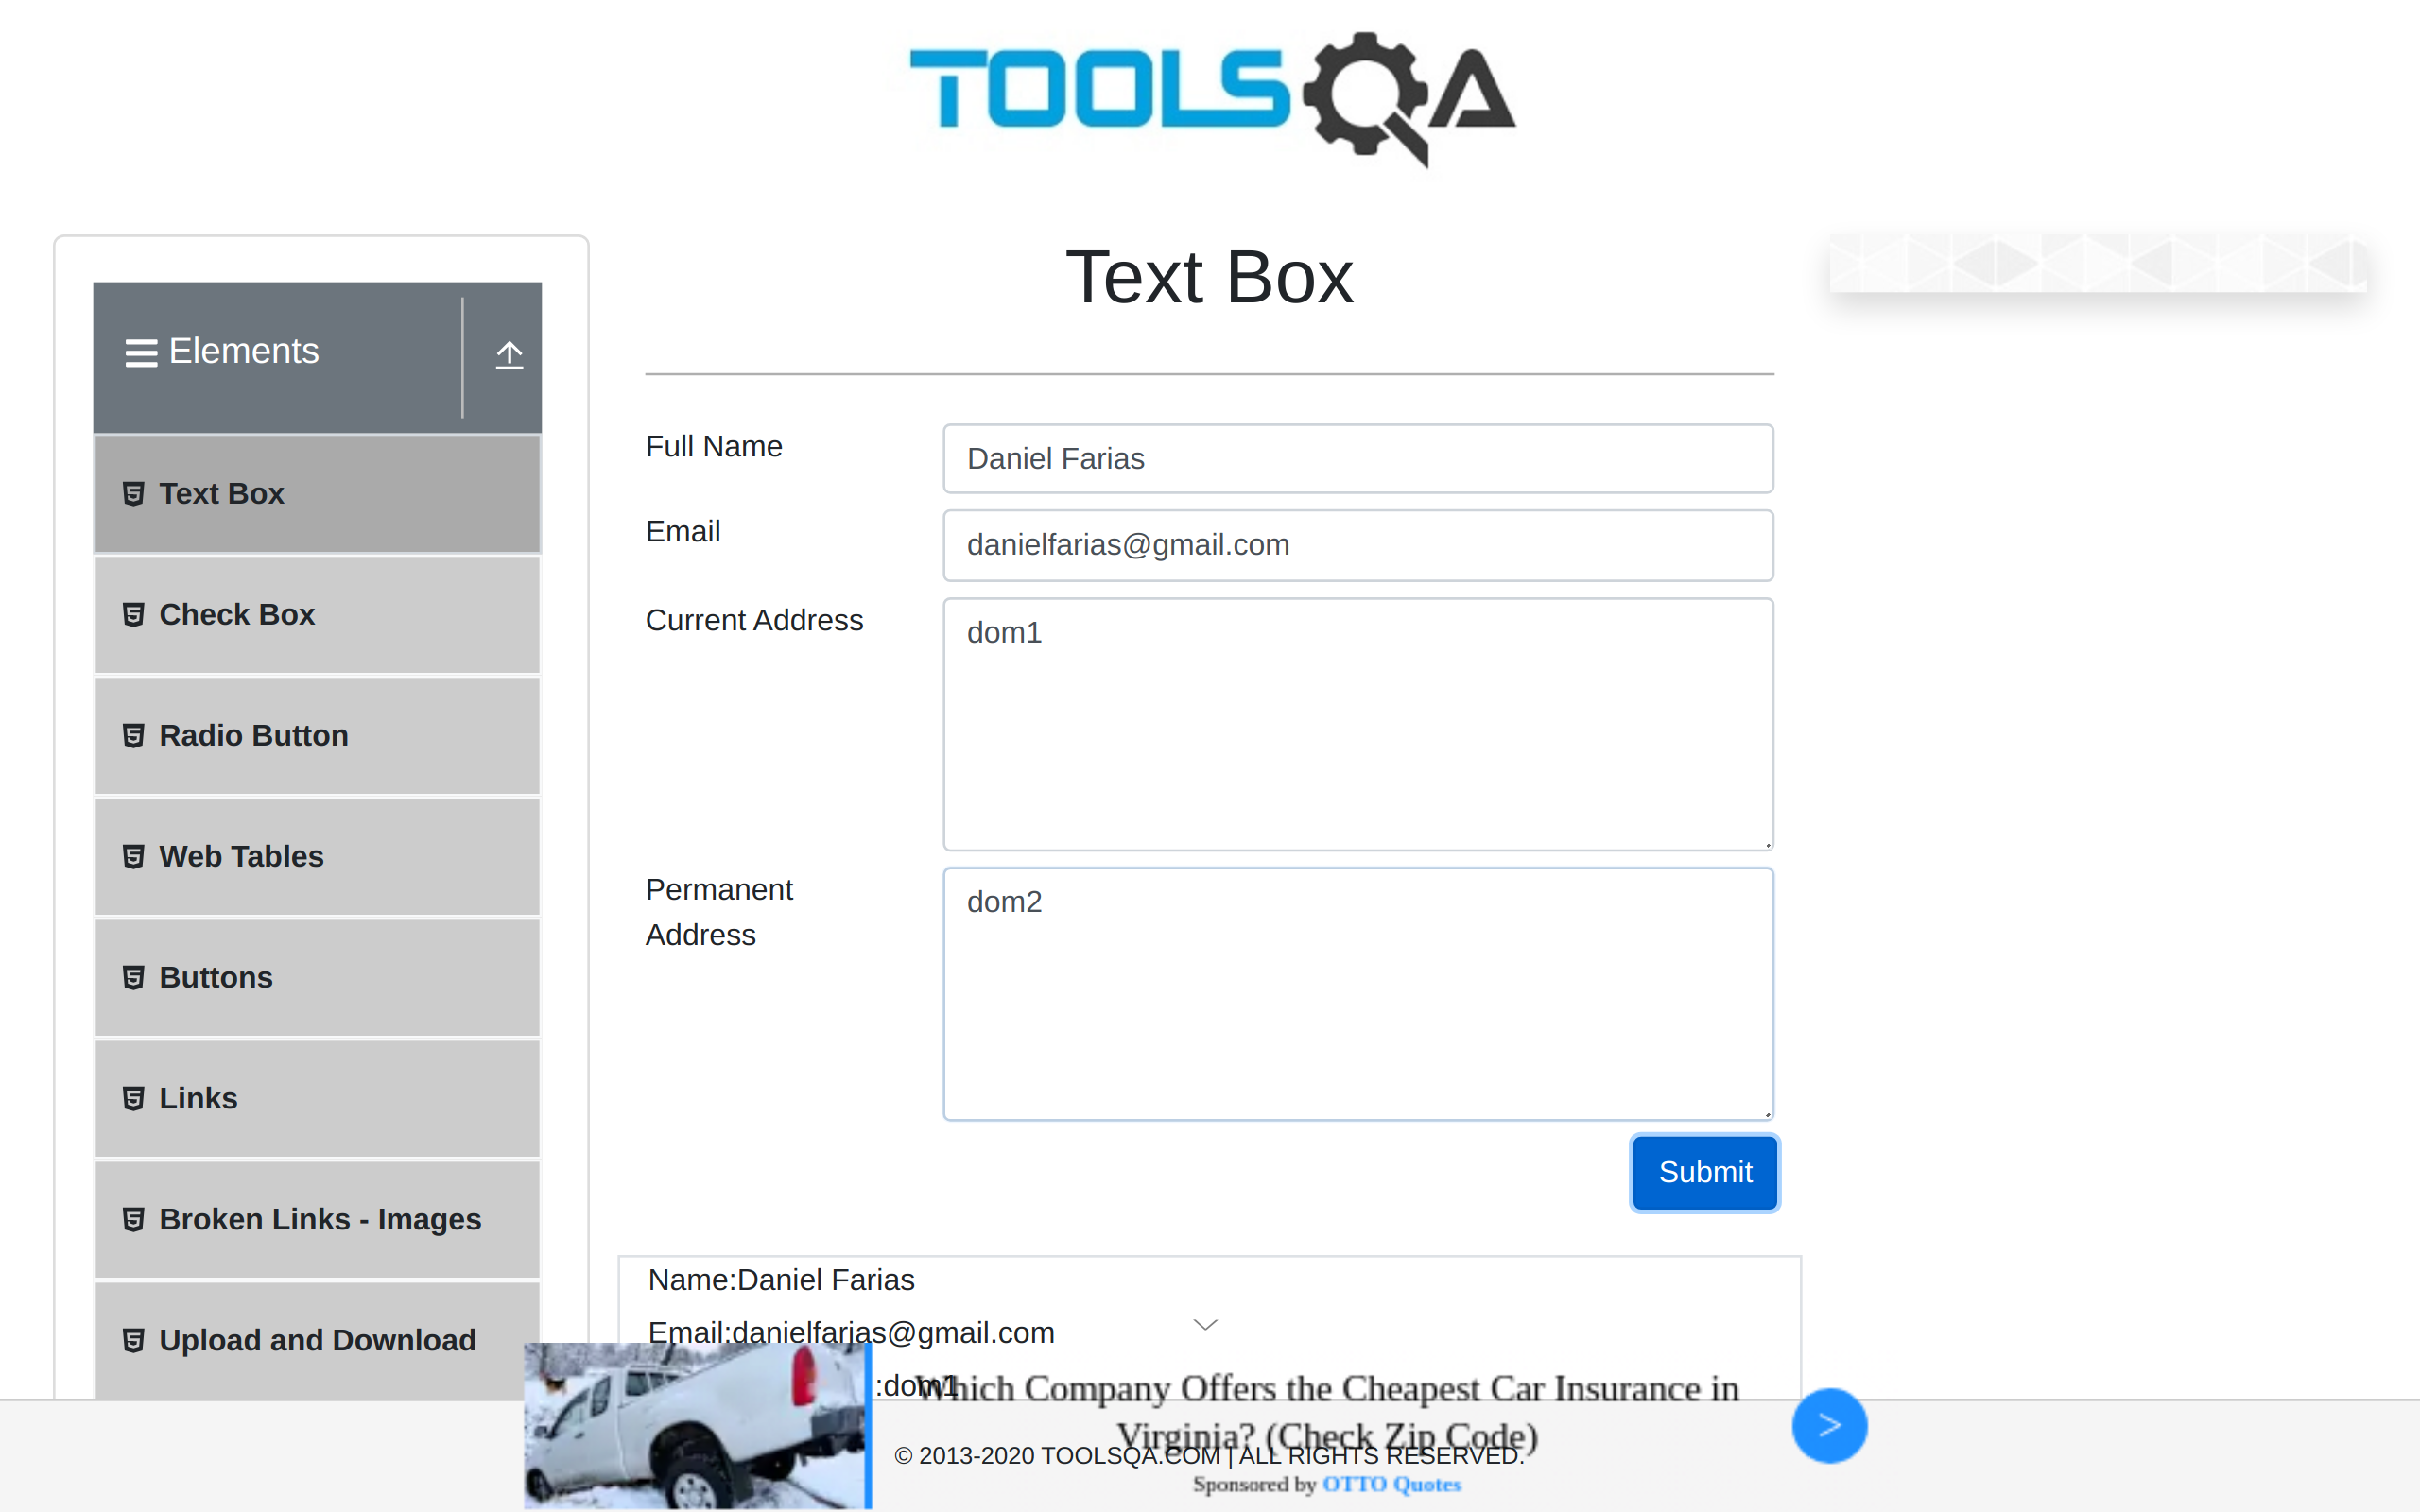 TOOLSQA
Text Box
Elements
Text Box
Check Box
Radio Button
Web Tables
Buttons
Links
Broken Links - Images
Upload and Download
Full Name
Daniel Farias
Email
danielfarias@gmail.com
Current Address
dom1
Permanent
Address
dom2
Submit
Name:Daniel Farias
Email:danielfarias@gmail.com
:dom1
Which Company Offers the Cheapest Car Insurance in
Virginia? (Check Zip Code)
>
© 2013-2020 TOOLSQA.COM | ALL RIGHTS RESERVED.
Sponsored by OTTO Quotes